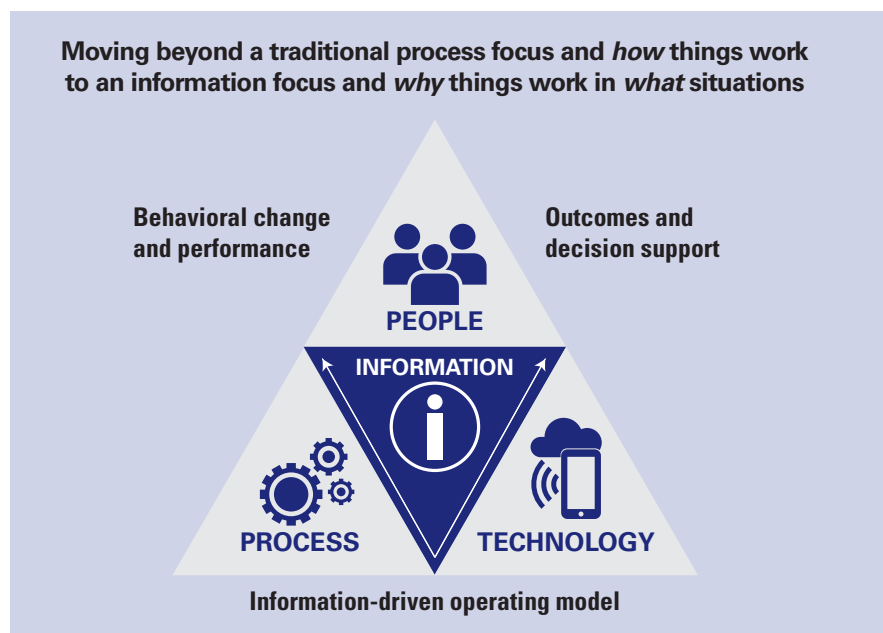 Moving beyond a traditional process focus and how things work
to an information focus and why things work in what situations
Behavioral change
and performance
Outcomes and
decision support
PEOPLE
INFORMATION
i
PROCESS
TECHNOLOGY
Information-driven operating model